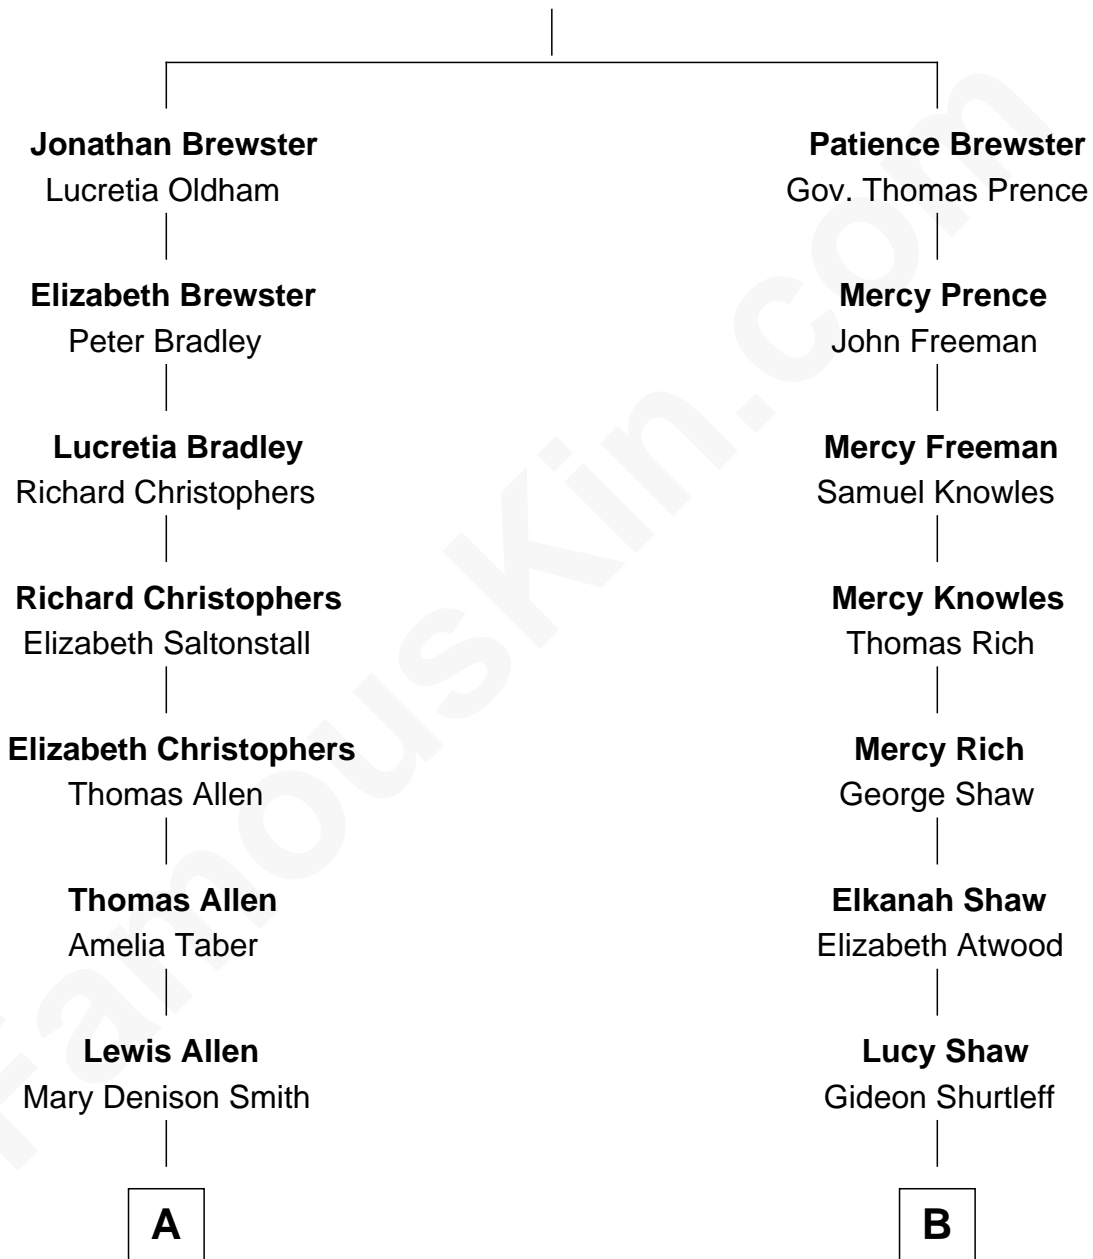 Jonathan Brewster
Lucretia Oldham
Elizabeth Brewster
Peter Bradley
Lucretia Bradley
Richard Christophers
Richard Christophers
Elizabeth Saltonstall
Elizabeth Christophers
Thomas Allen
Thomas Allen
Amelia Taber
Lewis Allen
Mary Denison Smith
A
Patience Brewster
Gov. Thomas Prence
Mercy Prence
John Freeman
Mercy Freeman
Samuel Knowles
Mercy Knowles
Thomas Rich
Mercy Rich
George Shaw
Elkanah Shaw
Elizabeth Atwood
Lucy Shaw
Gideon Shurtleff
B
FamousKin.com